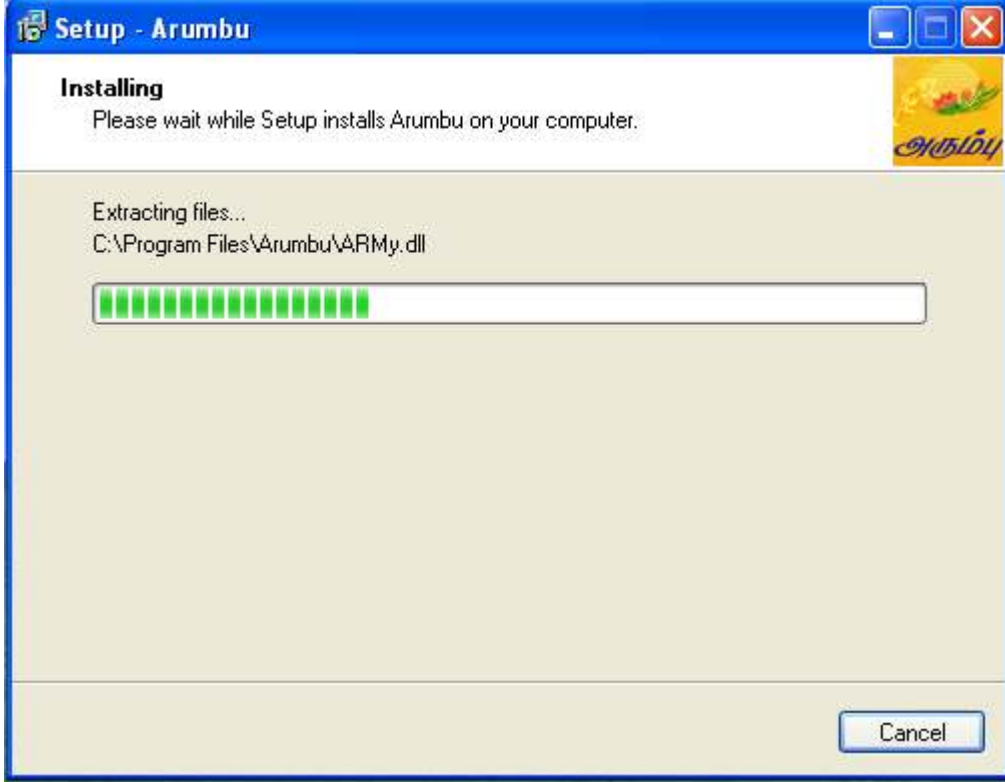 Setup - Arumbu
Installing
Please wait while Setup installs Arumbu on your computer.
அரும்பு
Extracting files...
C:\Program Files\Arumbu\ARMy.dll
Cancel